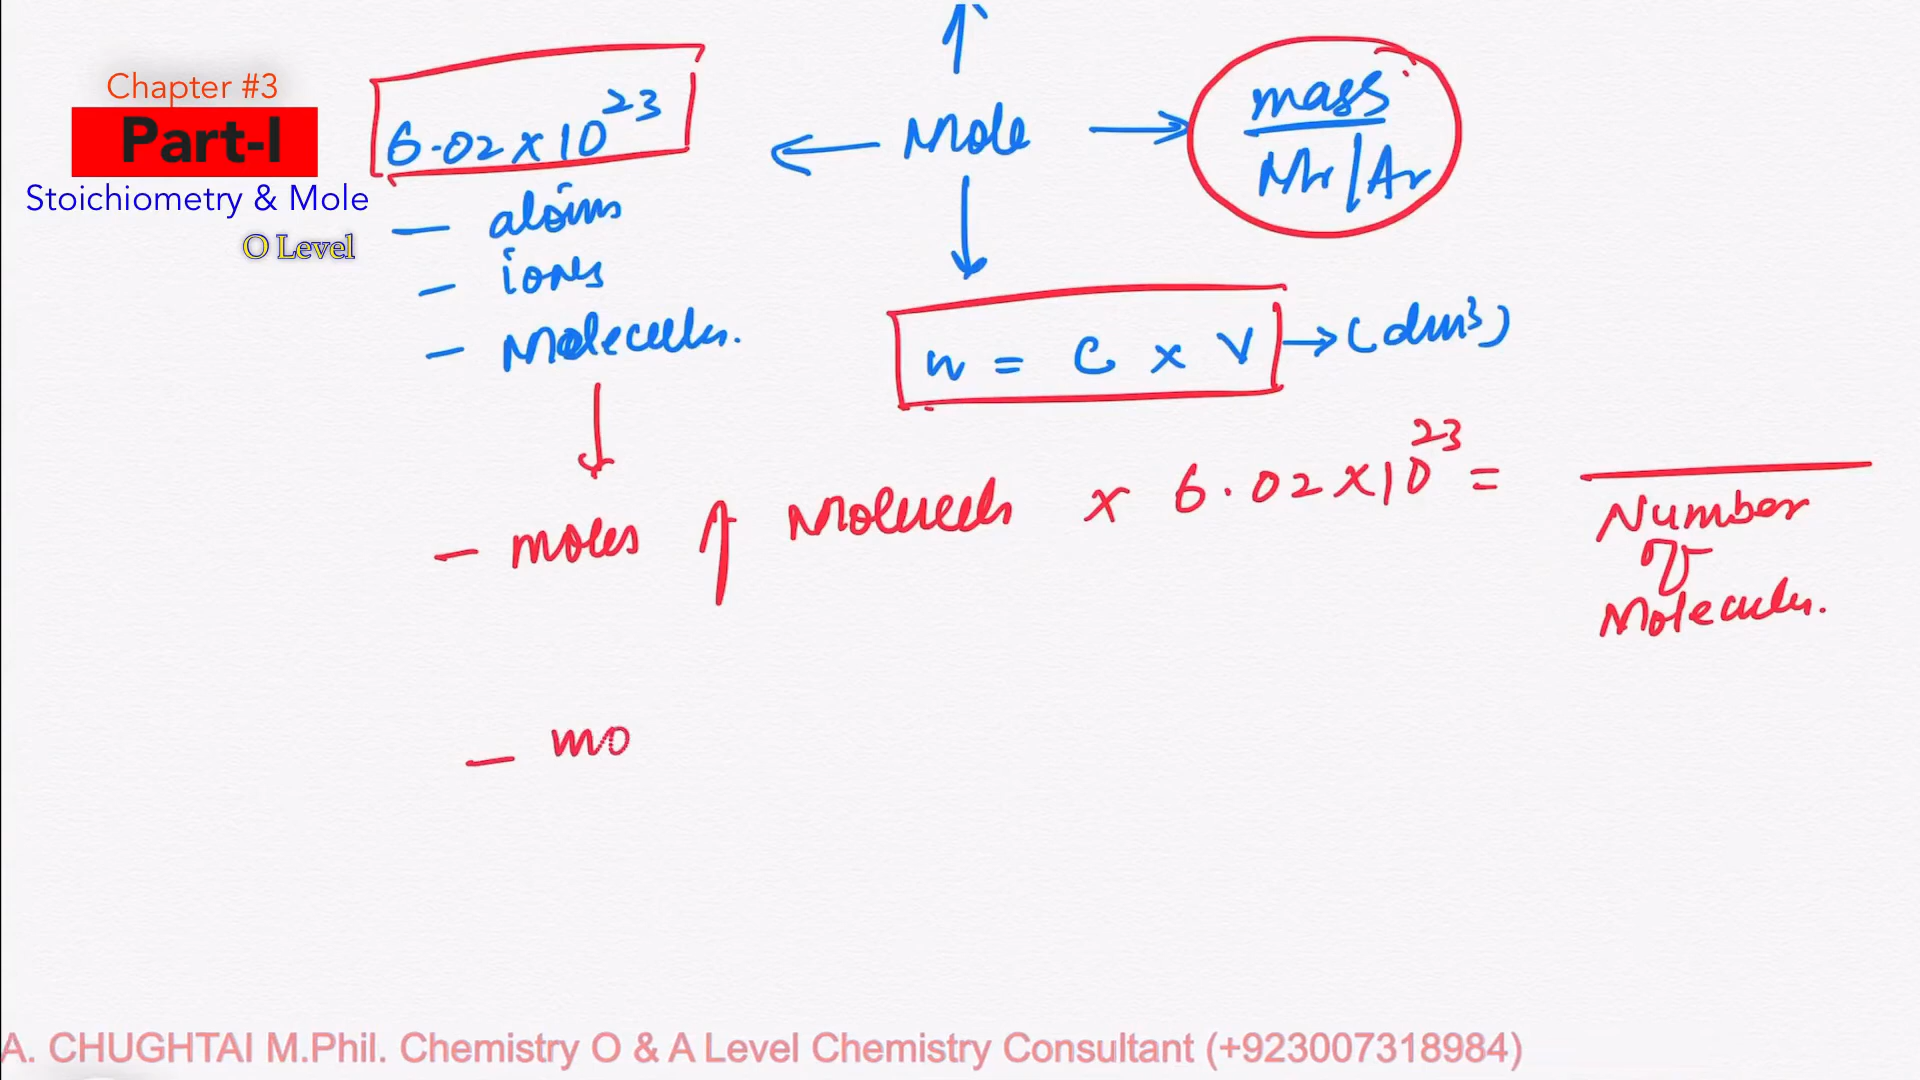 Chapter #3
Part-I
Stoichiometry & Mole
O Level
6.02 x 10^23
- atoms
- ions
- Molecules.
Mole
mass
Mr/Ar
n = C x V → (dm³)
- moles of Molecules x 6.02 x 10^23 =
Number
of
Molecules.
- mo
A. CHUGHTAI M.Phil. Chemistry O & A Level Chemistry Consultant (+923007318984)